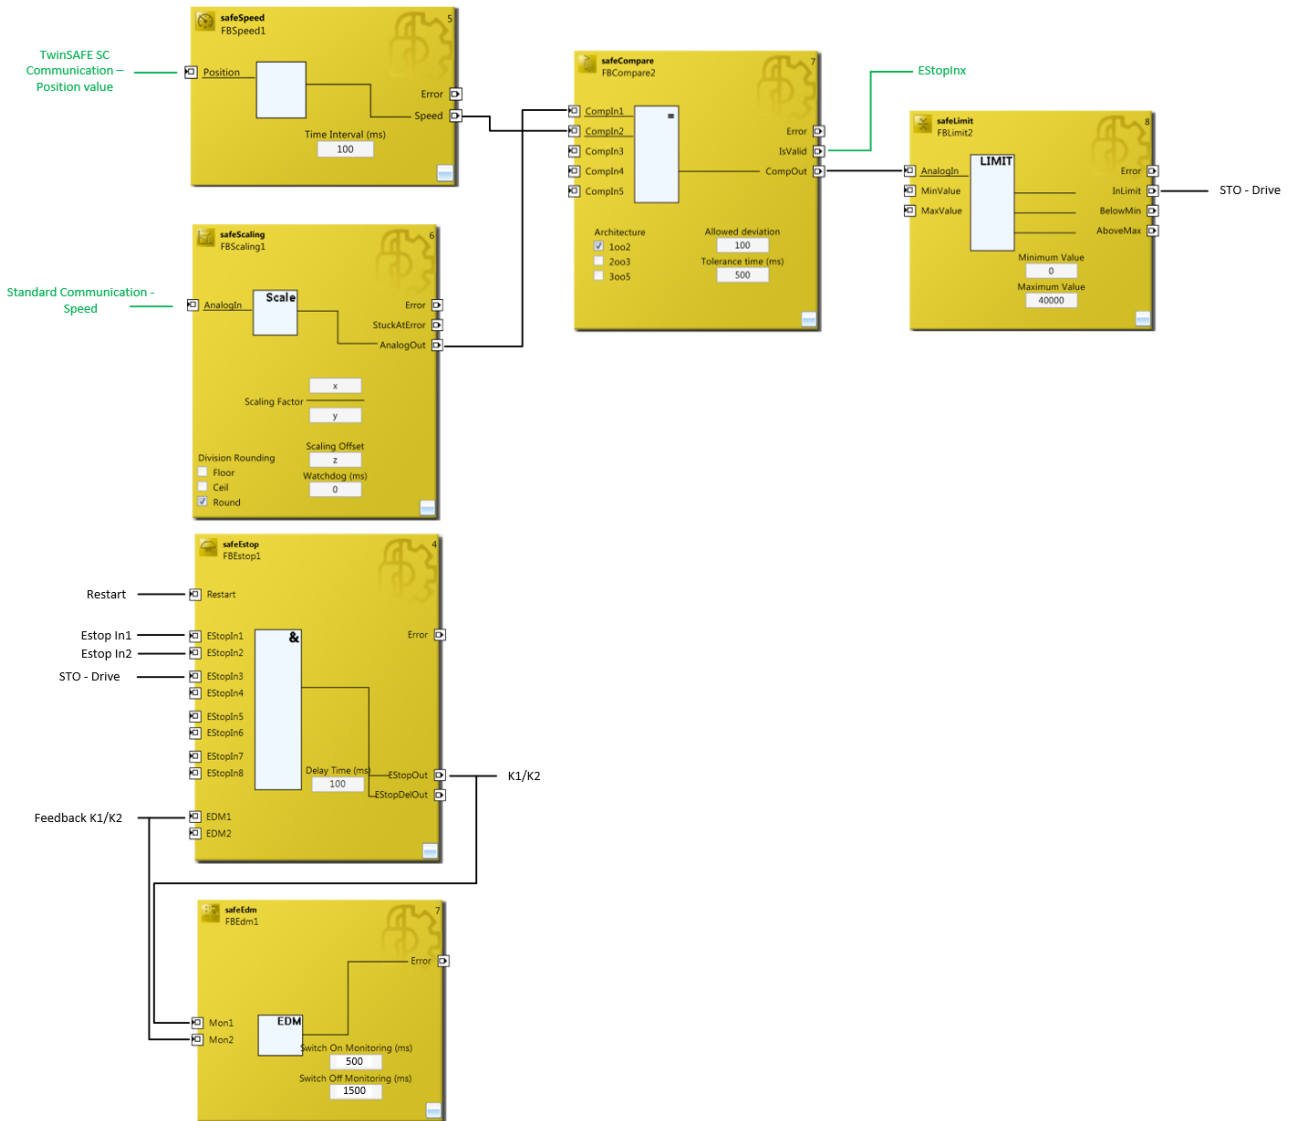 safeSpeed
FBSpeed1
5
TwinSAFE SC
Communication –
Position value
Position
Error
Speed
Time Interval (ms)
100
safeCompare
FBCompare2
7
CompIn1
CompIn2
CompIn3
CompIn4
CompIn5
=
Error
IsValid
CompOut
Architecture
1oo2
2oo3
3oo5
Allowed deviation
100
Tolerance time (ms)
500
EStopInx
safeLimit
FBLimit2
8
AnalogIn
MinValue
MaxValue
LIMIT
Error
InLimit
BelowMin
AboveMax
Minimum Value
0
Maximum Value
40000
STO - Drive
safeScaling
FBScaling1
6
Standard Communication -
Speed
AnalogIn
Scale
Error
StuckAtError
AnalogOut
Scaling Factor
x
y
Scaling Offset
z
Division Rounding
Floor
Ceil
Round
Watchdog (ms)
0
safeEstop
FBEstop1
4
Restart
Restart
Estop In1
Estop In2
STO - Drive
EStopIn1
EStopIn2
EStopIn3
EStopIn4
EStopIn5
EStopIn6
EStopIn7
EStopIn8
&
Error
Delay Time (ms)
100
EStopOut
EStopDelOut
K1/K2
Feedback K1/K2
EDM1
EDM2
safeEdm
FBEdm1
7
Error
Mon1
Mon2
EDM
Switch On Monitoring (ms)
500
Switch Off Monitoring (ms)
1500